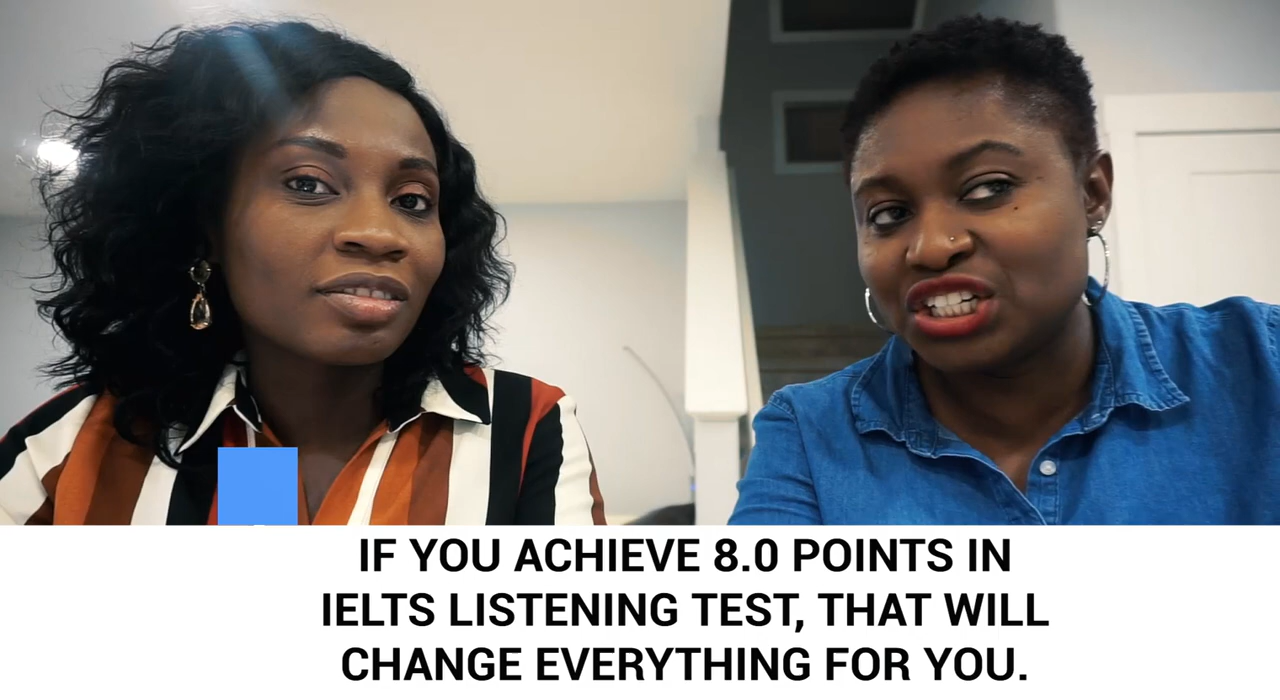 IF YOU ACHIEVE 8.0 POINTS IN
IELTS LISTENING TEST, THAT WILL
CHANGE EVERYTHING FOR YOU.